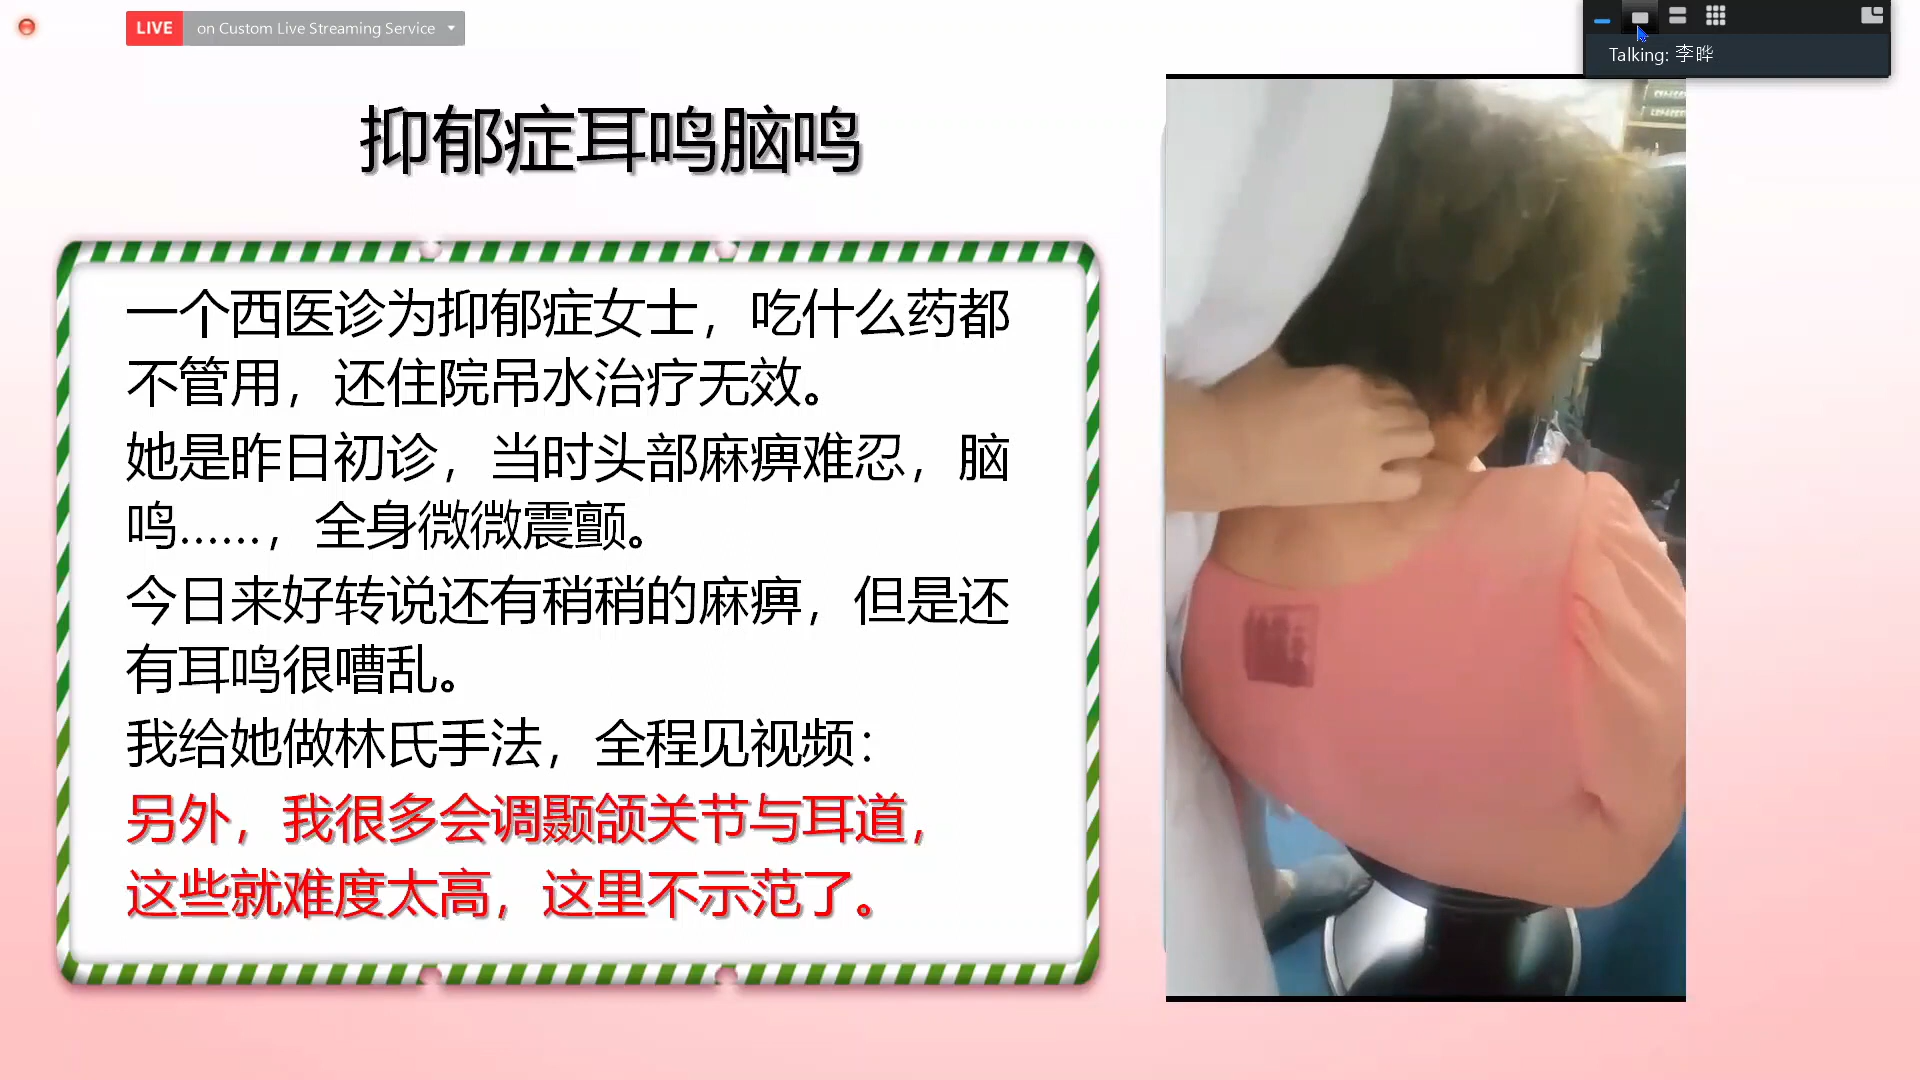 LIVE on Custom Live Streaming Service
Talking: 李晔
抑郁症耳鸣脑鸣
一个西医诊为抑郁症女士，吃什么药都
不管用，还住院吊水治疗无效。
她是昨日初诊，当时头部麻痹难忍，脑
鸣……，全身微微震颤。
今日来好转说还有稍稍的麻痹，但是还
有耳鸣很嘈乱。
我给她做林氏手法，全程见视频：
另外，我很多会调颞颌关节与耳道，
这些就难度太高，这里不示范了。